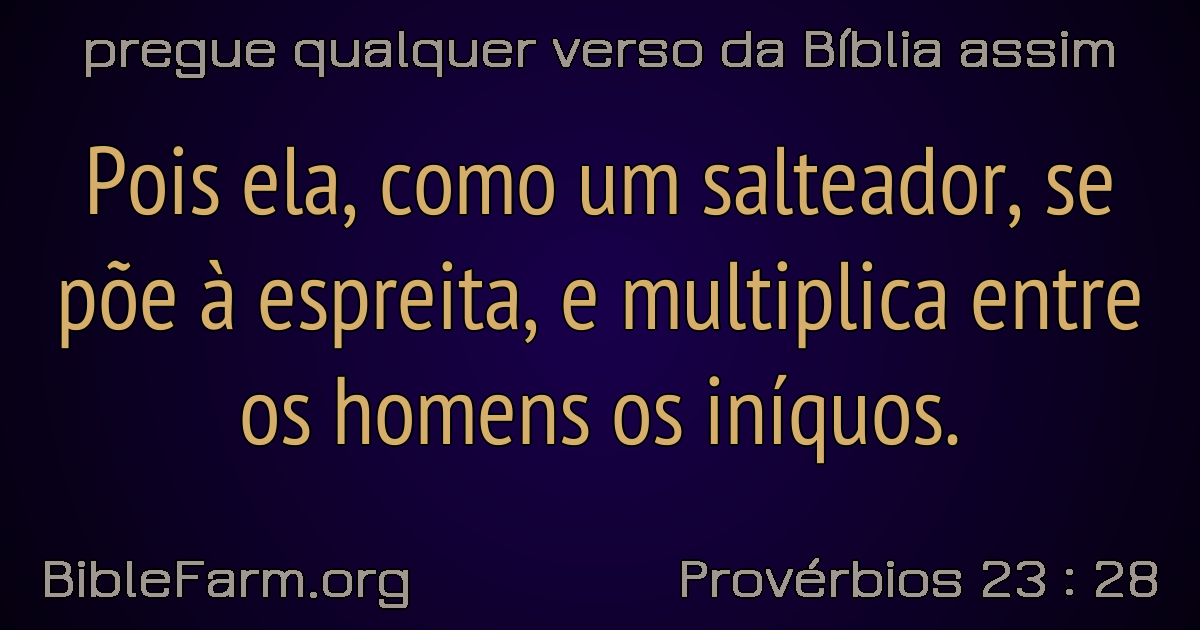 pregue qualquer verso da Bíblia assim
Pois ela, como um salteador, se
põe à espreita, e multiplica entre
os homens os iníquos.
BibleFarm.org
Provérbios 23 : 28